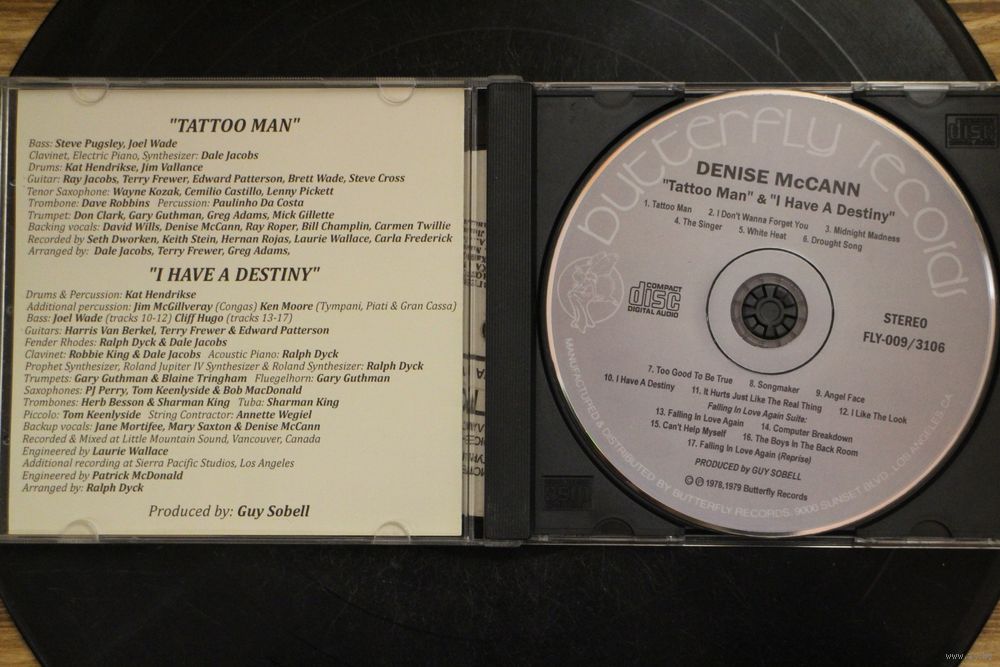 "TATTOO MAN"
Bass: Steve Pugsley, Joel Wade
Clavinet, Electric Piano, Synthesizer: Dale Jacobs
Drums: Kat Hendrikse, Jim Vallance
Guitar: Ray Jacobs, Terry Frewer, Edward Patterson, Brett Wade, Steve Cross
Tenor Saxophone: Wayne Kozak, Cemilio Castillo, Lenny Pickett
Trombone: Dave Robbins Percussion: Paulinho Da Costa
Trumpet: Don Clark, Gary Guthman, Greg Adams, Mick Gillette
Backing vocals: David Wills, Denise McCann, Ray Roper, Bill Champlin, Carmen Twillie
Recorded by Seth Dworken, Keith Stein, Hernan Rojas, Laurie Wallace, Carla Frederick
Arranged by: Dale Jacobs, Terry Frewer, Greg Adams,
"I HAVE A DESTINY"
Drums & Percussion: Kat Hendrikse
Additional percussion: Jim McGillveray (Congas) Ken Moore (Tympani, Piati & Gran Cassa)
Bass: Joel Wade (tracks 10-12) Cliff Hugo (tracks 13-17)
Guitars: Harris Van Berkel, Terry Frewer & Edward Patterson
Fender Rhodes: Ralph Dyck & Dale Jacobs
Clavinet: Robbie King & Dale Jacobs Acoustic Piano: Ralph Dyck
Prophet Synthesizer, Roland Jupiter IV Synthesizer & Roland Synthesizer: Ralph Dyck
Trumpets: Gary Guthman & Blaine Tringham Fluegelhorn: Gary Guthman
Saxophones: PJ Perry, Tom Keenlyside & Bob MacDonald
Trombones: Herb Besson & Sharman King Tuba: Sharman King
Piccolo: Tom Keenlyside String Contractor: Annette Wegiel
Backup vocals: Jane Mortifee, Mary Saxton & Denise McCann
Recorded & Mixed at Little Mountain Sound, Vancouver, Canada
Engineered by Laurie Wallace
Additional recording at Sierra Pacific Studios, Los Angeles
Engineered by Patrick McDonald
Arranged by: Ralph Dyck
Produced by: Guy Sobell
butterfly records
DENISE McCANN
"Tattoo Man" & "I Have A Destiny"
1. Tattoo Man 2. I Don't Wanna Forget You 3. Midnight Madness
4. The Singer 5. White Heat 6. Drought Song
COMPACT
disc
DIGITAL AUDIO
STEREO
FLY-009/3106
7. Too Good To Be True 8. Songmaker 9. Angel Face
10. I Have A Destiny 11. It Hurts Just Like The Real Thing 12. I Like The Look
Falling In Love Again Suite:
13. Falling In Love Again 14. Computer Breakdown
15. Can't Help Myself 16. The Boys In The Back Room
17. Falling In Love Again (Reprise)
PRODUCED by GUY SOBELL
© ℗ 1978,1979 Butterfly Records
MANUFACTURED & DISTRIBUTED BY BUTTERFLY RECORDS, 9000 SUNSET BLVD. LOS ANGELES, CA
disc